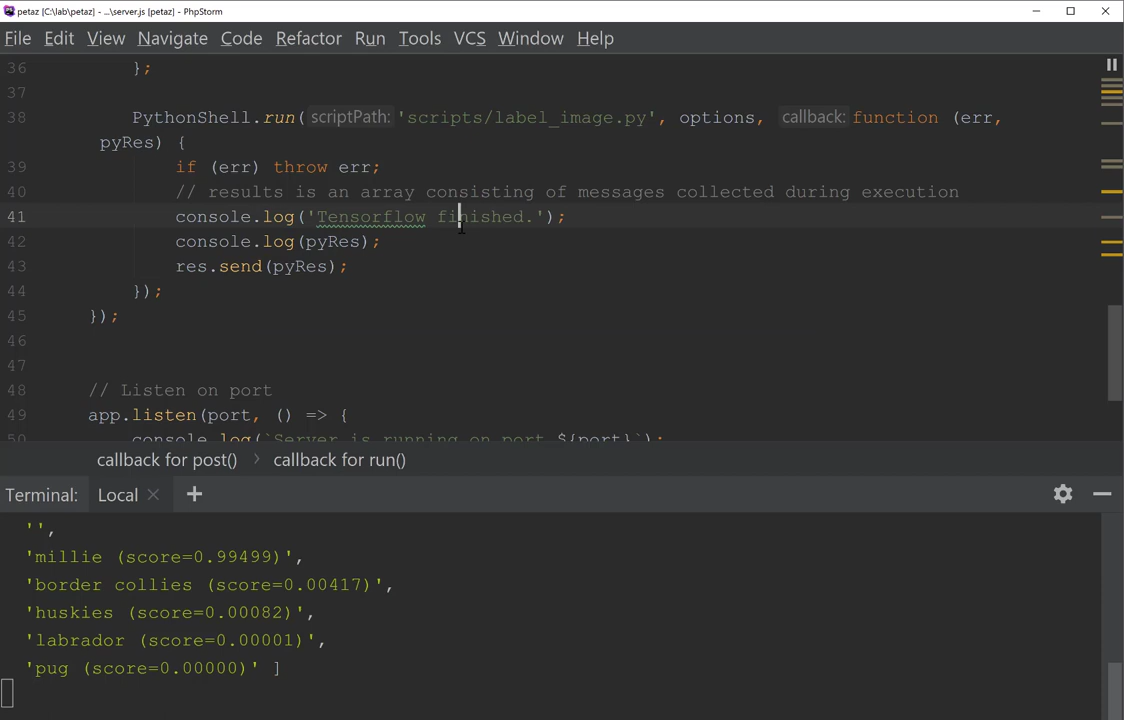 petaz [C:\lab\petaz] - ...\server.js [petaz] - PhpStorm
File Edit View Navigate Code Refactor Run Tools VCS Window Help
36 };
37
38 PythonShell.run( scriptPath: 'scripts/label_image.py', options, callback: function (err,
pyRes) {
39 if (err) throw err;
40 // results is an array consisting of messages collected during execution
41 console.log('Tensorflow finished.');
42 console.log(pyRes);
43 res.send(pyRes);
44 });
45 });
46
47
48 // Listen on port
49 app.listen(port, () => {
50 console.log(`Server is running on port ${port}`);
callback for post() › callback for run()
Terminal: Local × +
'',
'millie (score=0.99499)',
'border collies (score=0.00417)',
'huskies (score=0.00082)',
'labrador (score=0.00001)',
'pug (score=0.00000)' ]